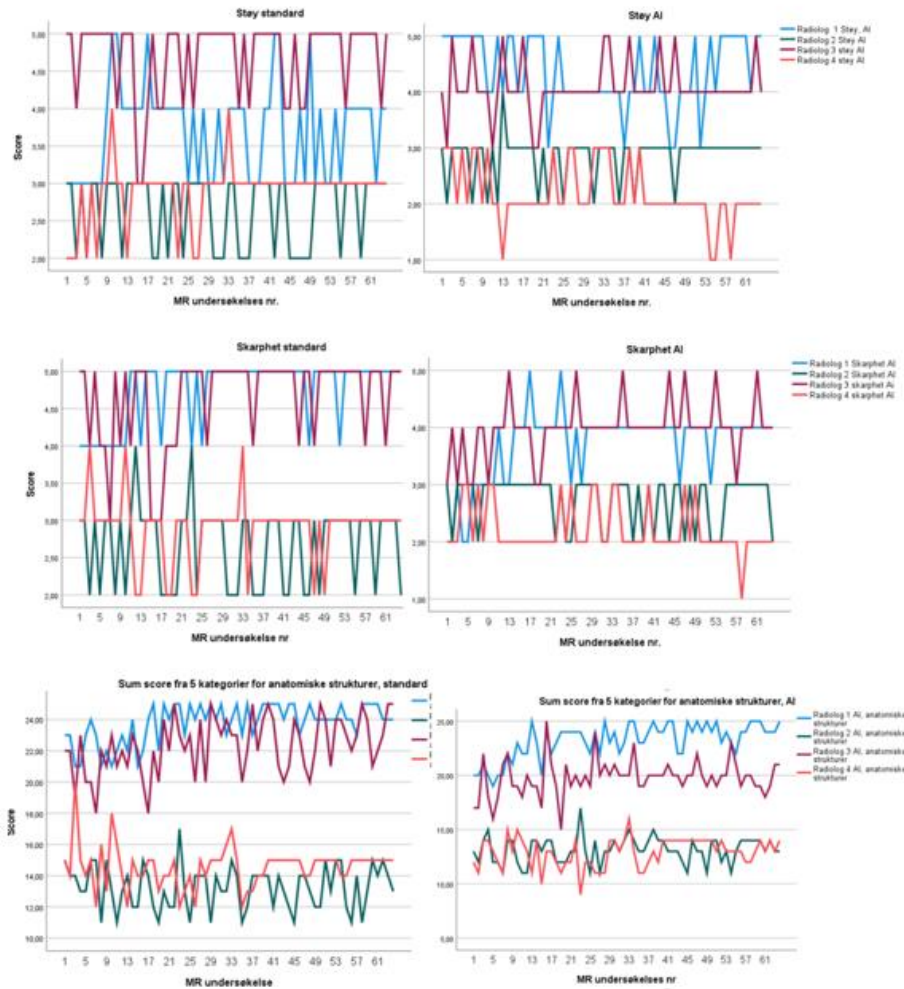 Støy standard
Score
5,00
4,00
3,00
2,00
1 5 9 13 17 21 25 29 33 37 41 45 49 53 57 61
MR undersøkelses nr.
Støy AI
5,00
4,00
3,00
2,00
1,00
1 5 9 13 17 21 25 29 33 37 41 45 49 53 57 61
MR undersøkelses nr.
Radiolog 1 Støy, AI
Radiolog 2 Støy AI
Radiolog 3 støy AI
Radiolog 4 støy AI
Skarphet standard
Score
5,00
4,00
3,00
2,00
1 5 9 13 17 21 25 29 33 37 41 45 49 53 57 61
MR undersøkelse nr
Skarphet AI
5,00
4,00
3,00
2,00
1,00
1 5 9 13 17 21 25 29 33 37 41 45 49 53 57 61
MR undersøkelse nr.
Radiolog 1 Skarphet AI
Radiolog 2 Skarphet AI
Radiolog 3 skarphet Ai
Radiolog 4 skarphet AI
Sum score fra 5 kategorier for anatomiske strukturer, standard
Score
24,00
22,00
20,00
18,00
16,00
14,00
12,00
10,00
1 5 9 13 17 21 25 29 33 37 41 45 49 53 57 61
MR undersøkelse
Sum score fra 5 kategorier for anatomiske strukturer, AI
25,00
20,00
15,00
10,00
5,00
1 5 9 13 17 21 25 29 33 37 41 45 49 53 57 61
MR undersøkelses nr
Radiolog 1 AI, anatomiske
strukturer
Radiolog 2 AI, anatomiske
strukturer
Radiolog 3 AI, anatomiske
strukturer
Radiolog 4 AI, anatomiske
strukturer